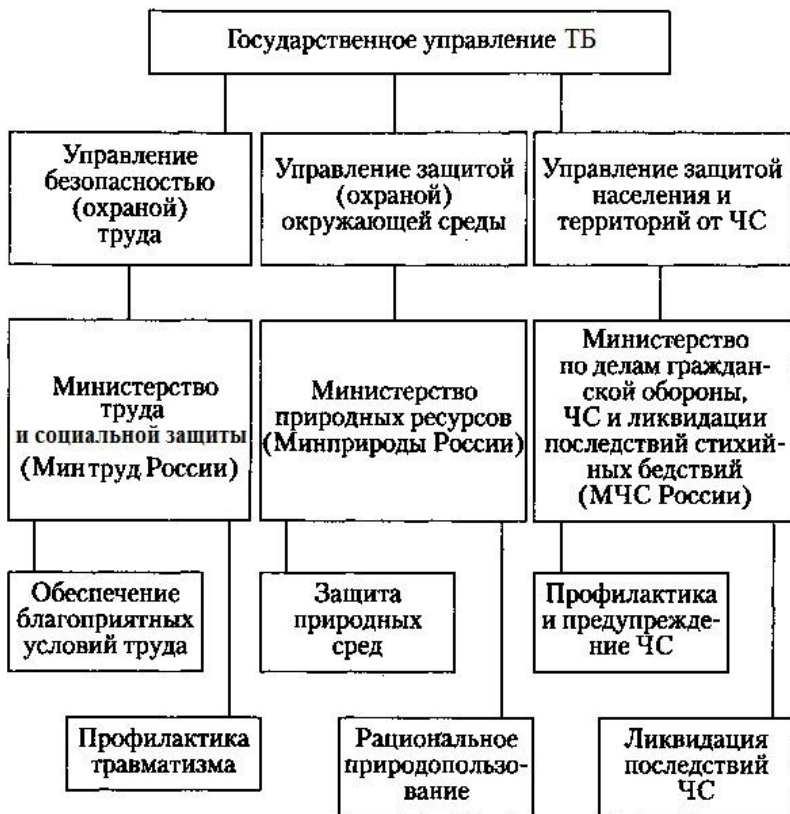 Государственное управление ТБ
Управление
безопасностью
(охраной)
труда
Управление защитой
(охраной)
окружающей среды
Управление защитой
населения и
территорий от ЧС
Министерство
труда
и социальной защиты
(Минтруд России)
Министерство
природных ресурсов
(Минприроды России)
Министерство
по делам граждан-
ской обороны,
ЧС и ликвидации
последствий стихий-
ных бедствий
(МЧС России)
Обеспечение
благоприятных
условий труда
Защита
природных
сред
Профилактика
и предупрежде-
ние ЧС
Профилактика
травматизма
Рациональное
природопользо-
вание
Ликвидация
последствий
ЧС